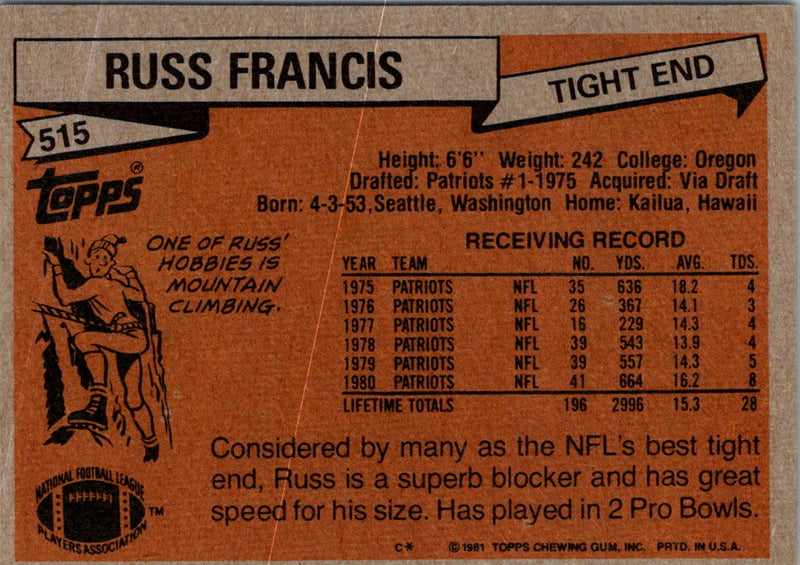 RUSS FRANCIS
TIGHT END
515
TOPPS®
Height: 6'6" Weight: 242 College: Oregon
Drafted: Patriots #1-1975 Acquired: Via Draft
Born: 4-3-53, Seattle, Washington Home: Kailua, Hawaii
ONE OF RUSS'
HOBBIES IS
MOUNTAIN
CLIMBING.
RECEIVING RECORD
YEAR TEAM NO. YDS. AVG. TDS.
1975 PATRIOTS NFL 35 636 18.2 4
1976 PATRIOTS NFL 26 367 14.1 3
1977 PATRIOTS NFL 16 229 14.3 4
1978 PATRIOTS NFL 39 543 13.9 4
1979 PATRIOTS NFL 39 557 14.3 5
1980 PATRIOTS NFL 41 664 16.2 8
LIFETIME TOTALS 196 2996 15.3 28
Considered by many as the NFL's best tight
end, Russ is a superb blocker and has great
speed for his size. Has played in 2 Pro Bowls.
NATIONAL FOOTBALL LEAGUE
PLAYERS ASSOCIATION
TM
C* © 1981 TOPPS CHEWING GUM, INC. PRTD. IN U.S.A.